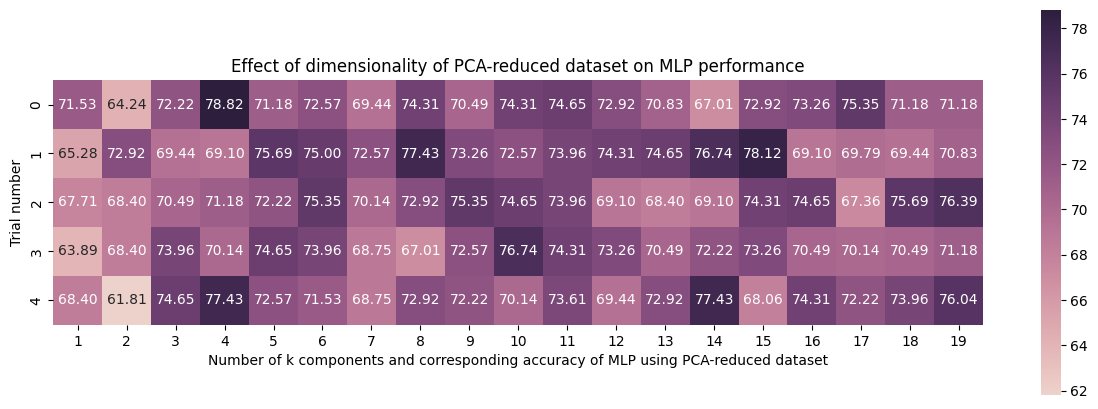 Effect of dimensionality of PCA-reduced dataset on MLP performance
Trial number
0 71.53 64.24 72.22 78.82 71.18 72.57 69.44 74.31 70.49 74.31 74.65 72.92 70.83 67.01 72.92 73.26 75.35 71.18 71.18
1 65.28 72.92 69.44 69.10 75.69 75.00 72.57 77.43 73.26 72.57 73.96 74.31 74.65 76.74 78.12 69.10 69.79 69.44 70.83
2 67.71 68.40 70.49 71.18 72.22 75.35 70.14 72.92 75.35 74.65 73.96 69.10 68.40 69.10 74.31 74.65 67.36 75.69 76.39
3 63.89 68.40 73.96 70.14 74.65 73.96 68.75 67.01 72.57 76.74 74.31 73.26 70.49 72.22 73.26 70.49 70.14 70.49 71.18
4 68.40 61.81 74.65 77.43 72.57 71.53 68.75 72.92 72.22 70.14 73.61 69.44 72.92 77.43 68.06 74.31 72.22 73.96 76.04
1 2 3 4 5 6 7 8 9 10 11 12 13 14 15 16 17 18 19
Number of k components and corresponding accuracy of MLP using PCA-reduced dataset
78
76
74
72
70
68
66
64
62